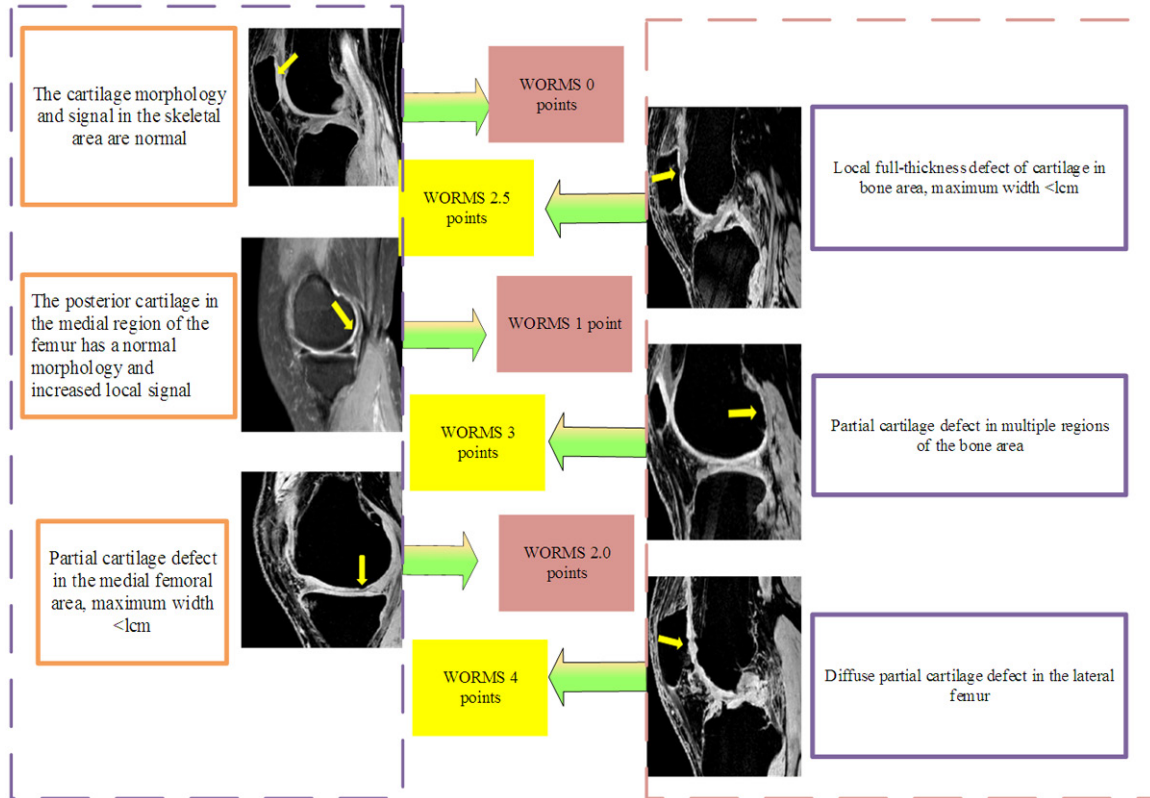 The cartilage morphology
and signal in the skeletal
area are normal
WORMS 0
points
Local full-thickness defect of cartilage in
bone area, maximum width <lcm
WORMS 2.5
points
The posterior cartilage in
the medial region of the
femur has a normal
morphology and
increased local signal
WORMS 1 point
Partial cartilage defect in multiple regions
of the bone area
WORMS 3
points
Partial cartilage defect
in the medial femoral
area, maximum width
<lcm
WORMS 2.0
points
Diffuse partial cartilage defect in the lateral
femur
WORMS 4
points